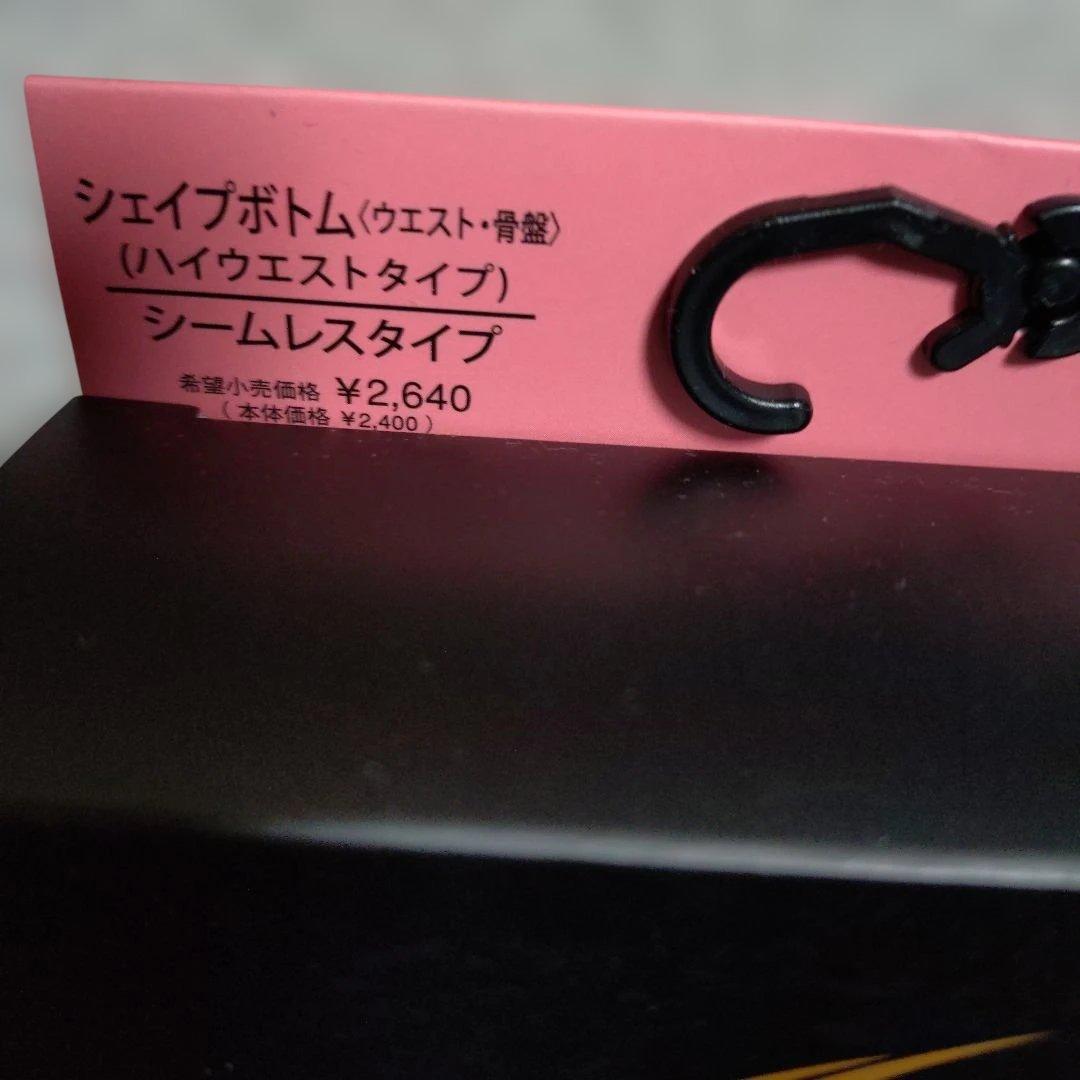 シェイプボトム〈ウエスト・骨盤〉
(ハイウエストタイプ)
シームレスタイプ
希望小売価格 ¥2,640
( 本体価格 ¥2,400 )